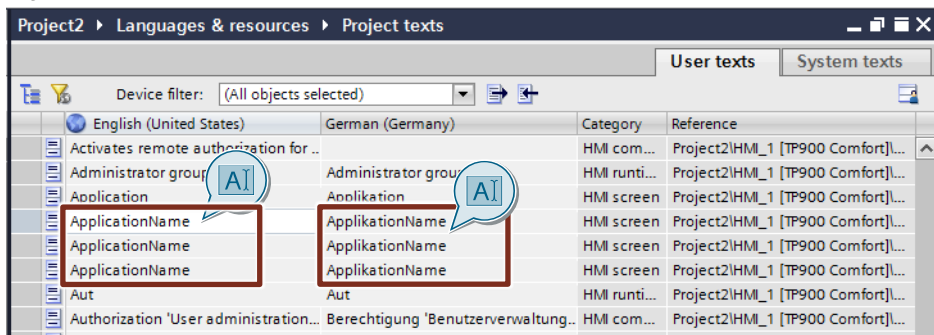 Project2 ▸ Languages & resources ▸ Project texts
User texts System texts
Device filter: (All objects selected)
English (United States) German (Germany) Category Reference
Activates remote authorization for .. HMI com... Project2\HMI_1 [TP900 Comfort]\...
Administrator group Administrator grou HMI runti... Project2\HMI_1 [TP900 Comfort]\...
Application Applikation HMI screen Project2\HMI_1 [TP900 Comfort]\...
ApplicationName ApplikationName HMI screen Project2\HMI_1 [TP900 Comfort]\...
ApplicationName ApplikationName HMI screen Project2\HMI_1 [TP900 Comfort]\...
ApplicationName ApplikationName HMI screen Project2\HMI_1 [TP900 Comfort]\...
Aut Aut HMI runti... Project2\HMI_1 [TP900 Comfort]\...
Authorization 'User administration... Berechtigung 'Benutzerverwaltung.. HMI com... Project2\HMI_1 [TP900 Comfort]\...